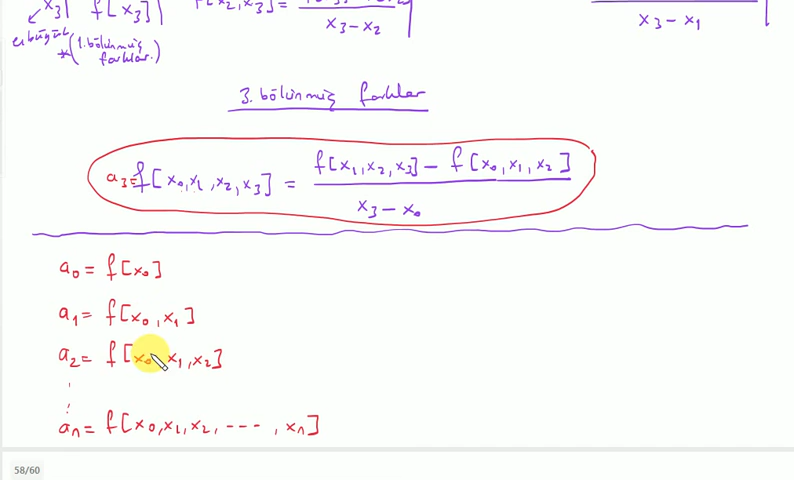 x₃| f[x₃] f[x₂,x₃] =
x₃-x₂
x₃-x₁
*(1.bölünmüş
farklar.)
3. bölünmüş farklar
a₃= f[x₀,x₁,x₂,x₃] = f[x₁,x₂,x₃] - f[x₀,x₁,x₂]
x₃-x₀
a₀ = f[x₀]
a₁ = f[x₀,x₁]
a₂ = f[x₀ x₁,x₂]
⋮
aₙ = f[x₀,x₁,x₂, ---- , xₙ]
58/60